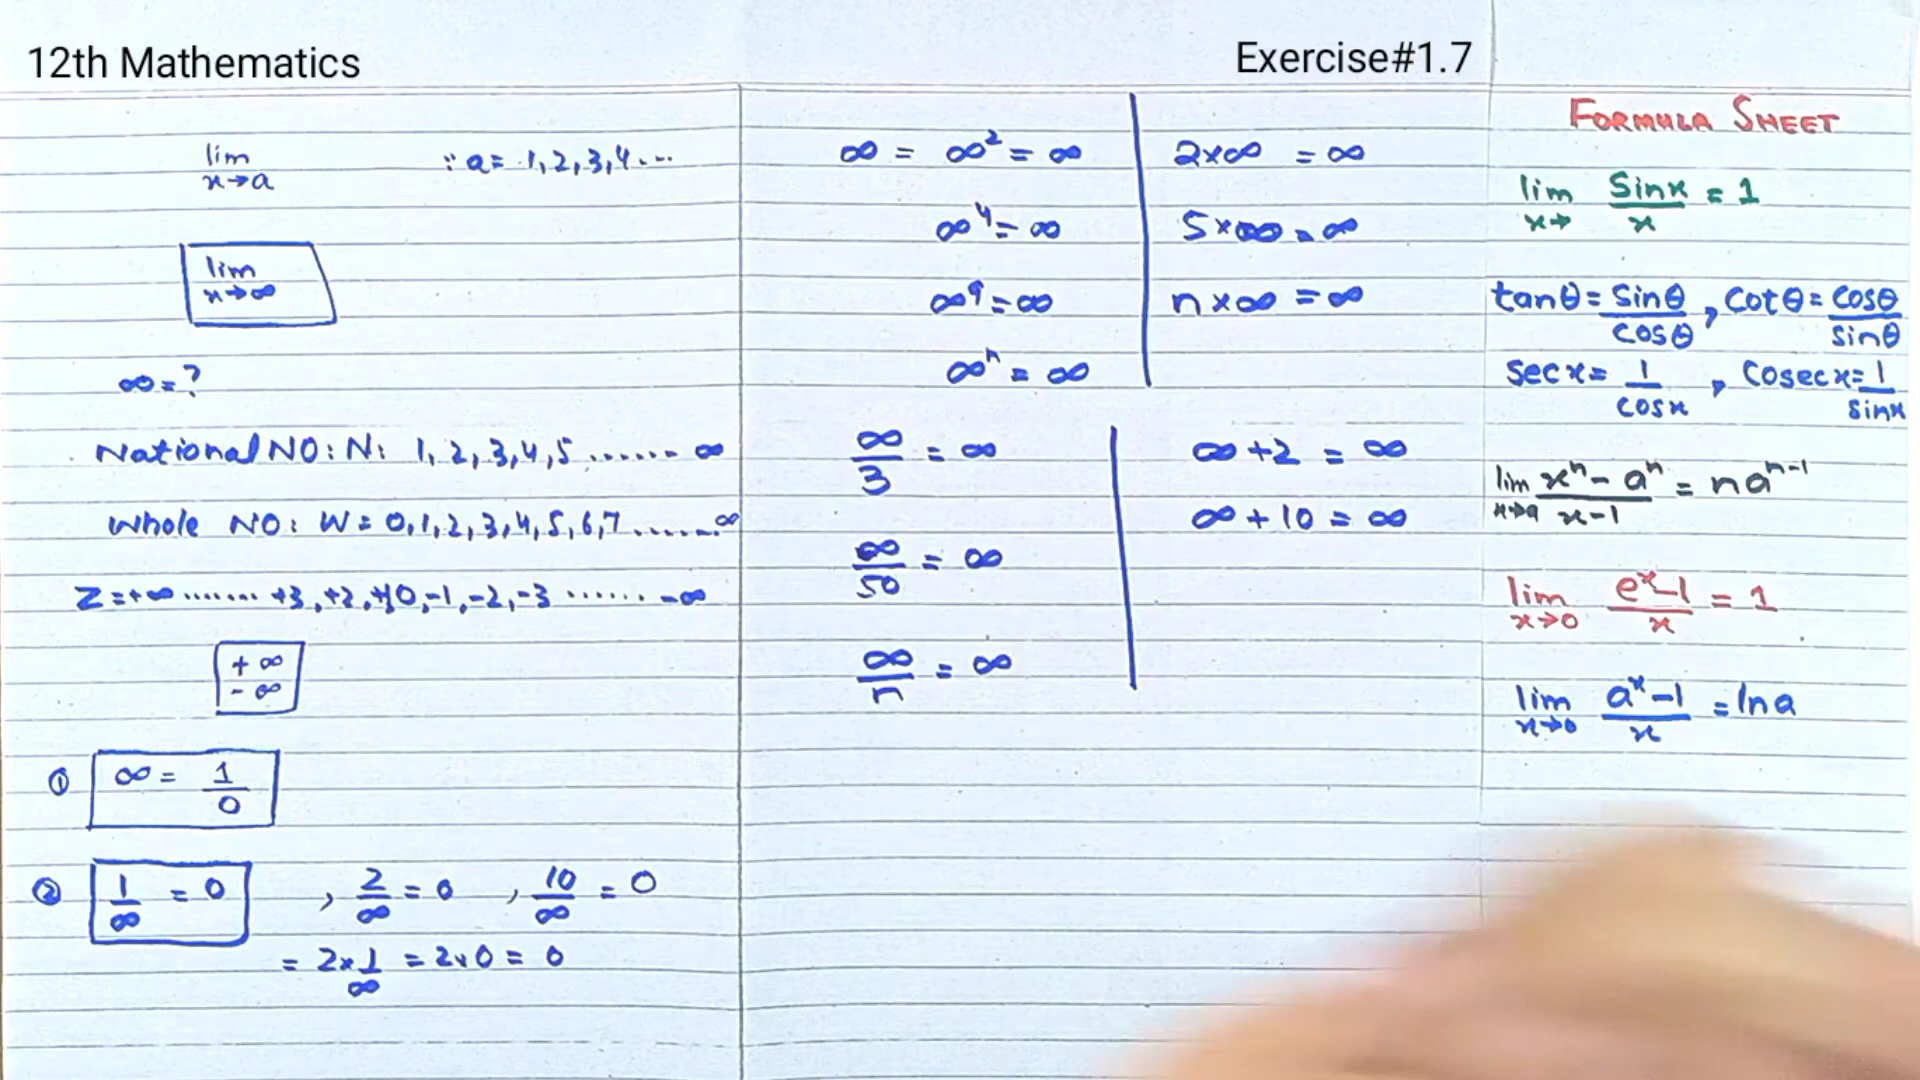 12th Mathematics
Exercise#1.7
lim x→a ∵ a = 1,2,3,4...
lim x→∞
∞ = ?
National NO: N: 1, 2, 3, 4, 5 ....... ∞
Whole NO: W = 0,1,2,3,4,5,6,7 ....... ∞
Z = +∞ ....... +3,+2,+1,0,-1,-2,-3 ....... -∞
+ ∞
- ∞
① ∞ = 1/0
② 1/∞ = 0 , 2/∞ = 0 , 10/∞ = 0
= 2×1/∞ = 2×0 = 0
∞ = ∞² = ∞
∞⁴ = ∞
∞⁹ = ∞
∞ⁿ = ∞
2×∞ = ∞
5×∞ = ∞
n×∞ = ∞
∞/3 = ∞
∞/50 = ∞
∞/n = ∞
∞ + 2 = ∞
∞ + 10 = ∞
FORMULA SHEET
lim x→ Sinx/x = 1
tanθ = Sinθ/cosθ , Cotθ = cosθ/sinθ
Sec x = 1/cosx , Cosec x = 1/sinx
lim x→a xⁿ - aⁿ/x-1 = naⁿ⁻¹
lim x→0 eˣ-1/x = 1
lim x→0 aˣ-1/x = lna